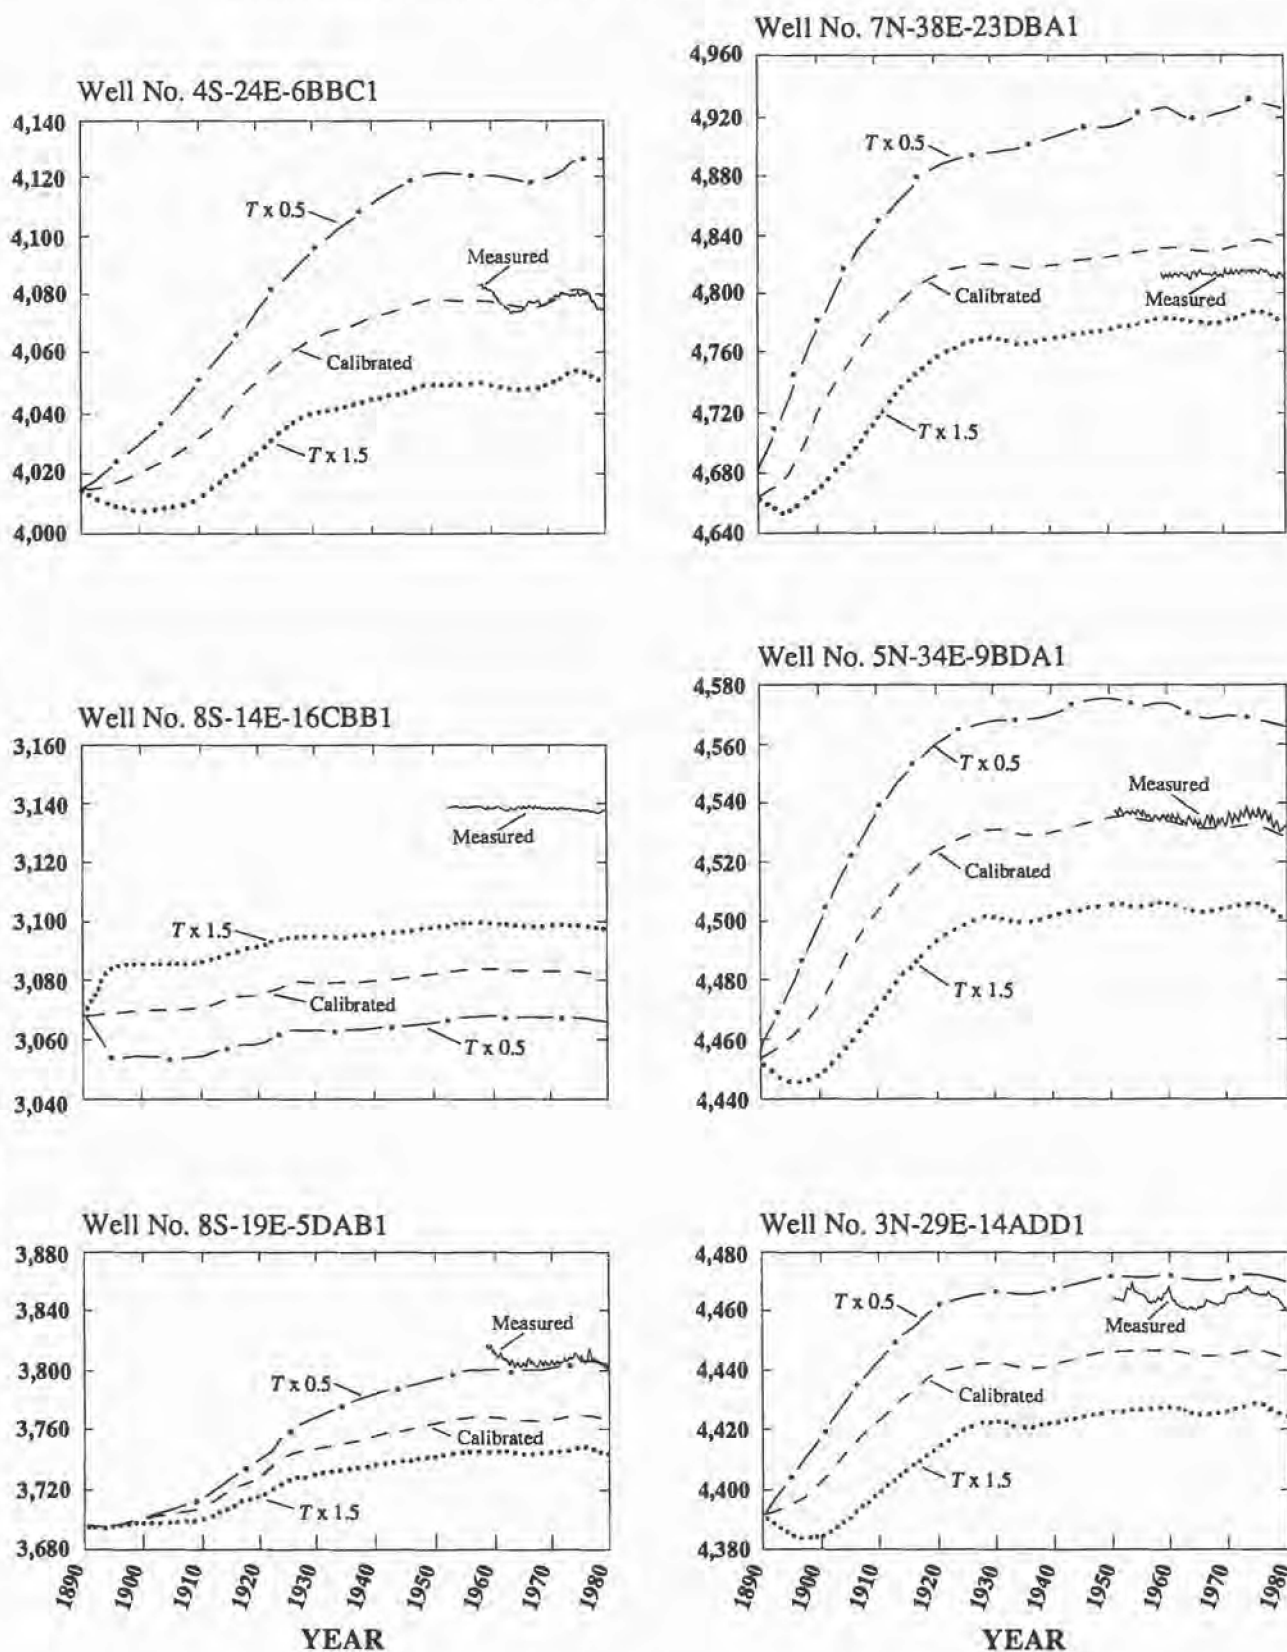 Well No. 4S-24E-6BBC1
4,140
4,120
4,100
4,080
4,060
4,040
4,020
4,000
T x 0.5
Measured
Calibrated
T x 1.5
Well No. 7N-38E-23DBA1
4,960
4,920
4,880
4,840
4,800
4,760
4,720
4,680
4,640
T x 0.5
Calibrated
Measured
T x 1.5
Well No. 8S-14E-16CBB1
3,160
3,140
3,120
3,100
3,080
3,060
3,040
Measured
T x 1.5
Calibrated
T x 0.5
Well No. 5N-34E-9BDA1
4,580
4,560
4,540
4,520
4,500
4,480
4,460
4,440
T x 0.5
Measured
Calibrated
T x 1.5
Well No. 8S-19E-5DAB1
3,880
3,840
3,800
3,760
3,720
3,680
Measured
T x 0.5
Calibrated
T x 1.5
1890 1900 1910 1920 1930 1940 1950 1960 1970 1980
YEAR
Well No. 3N-29E-14ADD1
4,480
4,460
4,440
4,420
4,400
4,380
T x 0.5
Measured
Calibrated
T x 1.5
1890 1900 1910 1920 1930 1940 1950 1960 1970 1980
YEAR